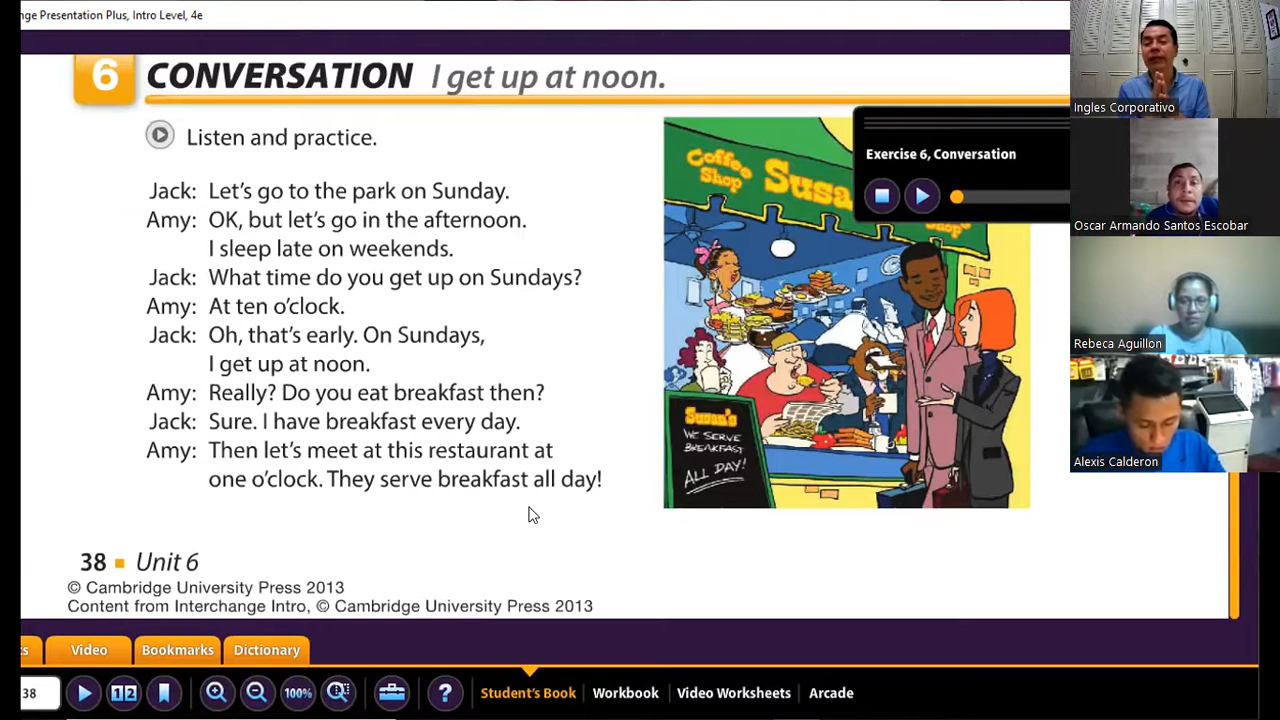 nge Presentation Plus, Intro Level, 4e
6 CONVERSATION I get up at noon.
Listen and practice.
Jack: Let's go to the park on Sunday.
Amy: OK, but let's go in the afternoon.
I sleep late on weekends.
Jack: What time do you get up on Sundays?
Amy: At ten o'clock.
Jack: Oh, that's early. On Sundays,
I get up at noon.
Amy: Really? Do you eat breakfast then?
Jack: Sure. I have breakfast every day.
Amy: Then let's meet at this restaurant at
one o'clock. They serve breakfast all day!
Coffee
Shop
Susa
Shop
Exercise 6, Conversation
Susan's
WE SERVE
BREAKFAST
ALL DAY!
38 Unit 6
© Cambridge University Press 2013
Content from Interchange Intro, © Cambridge University Press 2013
Ingles Corporativo
Oscar Armando Santos Escobar
Rebeca Aguillon
Alexis Calderon
cs Video Bookmarks Dictionary
38 1 2 100% ? Student's Book Workbook Video Worksheets Arcade